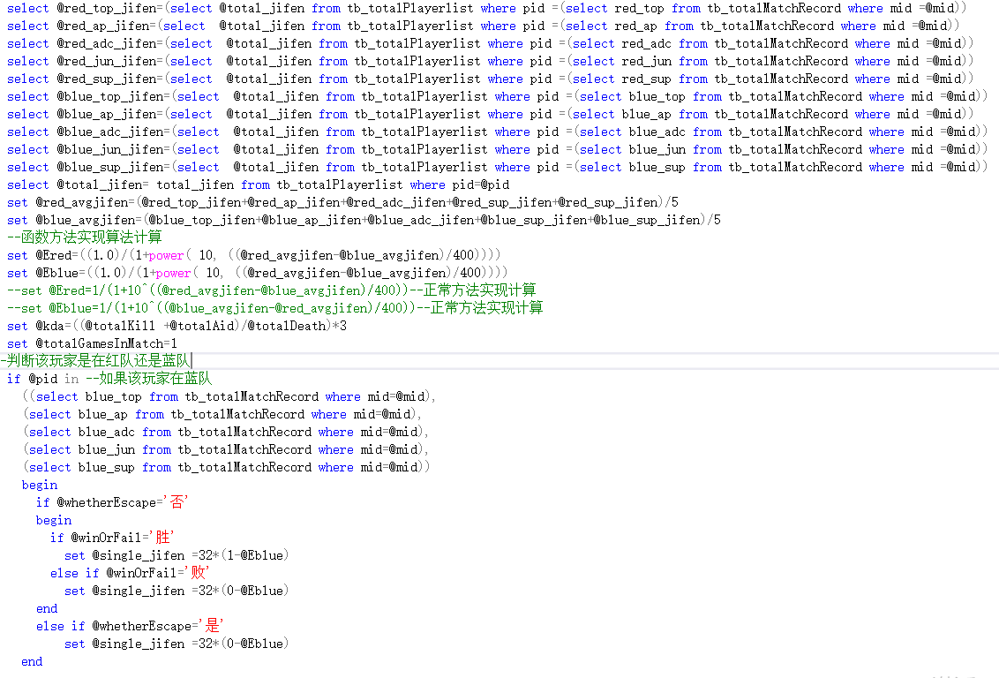 select @red_top_jifen=(select @total_jifen from tb_totalPlayerlist where pid =(select red_top from tb_totalMatchRecord where mid =@mid))
select @red_ap_jifen=(select  @total_jifen from tb_totalPlayerlist where pid =(select red_ap from tb_totalMatchRecord where mid =@mid))
select @red_adc_jifen=(select  @total_jifen from tb_totalPlayerlist where pid =(select red_adc from tb_totalMatchRecord where mid =@mid))
select @red_jun_jifen=(select  @total_jifen from tb_totalPlayerlist where pid =(select red_jun from tb_totalMatchRecord where mid =@mid))
select @red_sup_jifen=(select  @total_jifen from tb_totalPlayerlist where pid =(select red_sup from tb_totalMatchRecord where mid =@mid))
select @blue_top_jifen=(select  @total_jifen from tb_totalPlayerlist where pid =(select blue_top from tb_totalMatchRecord where mid =@mid))
select @blue_ap_jifen=(select  @total_jifen from tb_totalPlayerlist where pid =(select blue_ap from tb_totalMatchRecord where mid =@mid))
select @blue_adc_jifen=(select  @total_jifen from tb_totalPlayerlist where pid =(select blue_adc from tb_totalMatchRecord where mid =@mid))
select @blue_jun_jifen=(select  @total_jifen from tb_totalPlayerlist where pid =(select blue_jun from tb_totalMatchRecord where mid =@mid))
select @blue_sup_jifen=(select  @total_jifen from tb_totalPlayerlist where pid =(select blue_sup from tb_totalMatchRecord where mid =@mid))
select @total_jifen= total_jifen from tb_totalPlayerlist where pid=@pid
set @red_avgjifen=(@red_top_jifen+@red_ap_jifen+@red_adc_jifen+@red_sup_jifen+@red_sup_jifen)/5
set @blue_avgjifen=(@blue_top_jifen+@blue_ap_jifen+@blue_adc_jifen+@blue_sup_jifen+@blue_sup_jifen)/5
--函数方法实现算法计算
set @Ered=((1.0)/(1+power( 10, ((@red_avgjifen-@blue_avgjifen)/400))))
set @Eblue=((1.0)/(1+power( 10, ((@red_avgjifen-@blue_avgjifen)/400))))
--set @Ered=1/(1+10^((@red_avgjifen-@blue_avgjifen)/400))--正常方法实现计算
--set @Eblue=1/(1+10^((@blue_avgjifen-@red_avgjifen)/400))--正常方法实现计算
set @kda=((@totalKill +@totalAid)/@totalDeath)*3
set @totalGamesInMatch=1
-判断该玩家是在红队还是蓝队
if @pid in --如果该玩家在蓝队
((select blue_top from tb_totalMatchRecord where mid=@mid),
(select blue_ap from tb_totalMatchRecord where mid=@mid),
(select blue_adc from tb_totalMatchRecord where mid=@mid),
(select blue_jun from tb_totalMatchRecord where mid=@mid),
(select blue_sup from tb_totalMatchRecord where mid=@mid))
begin
if @whetherEscape='否'
begin
if @winOrFail='胜'
set @single_jifen =32*(1-@Eblue)
else if @winOrFail='败'
set @single_jifen =32*(0-@Eblue)
end
else if @whetherEscape='是'
set @single_jifen =32*(0-@Eblue)
end